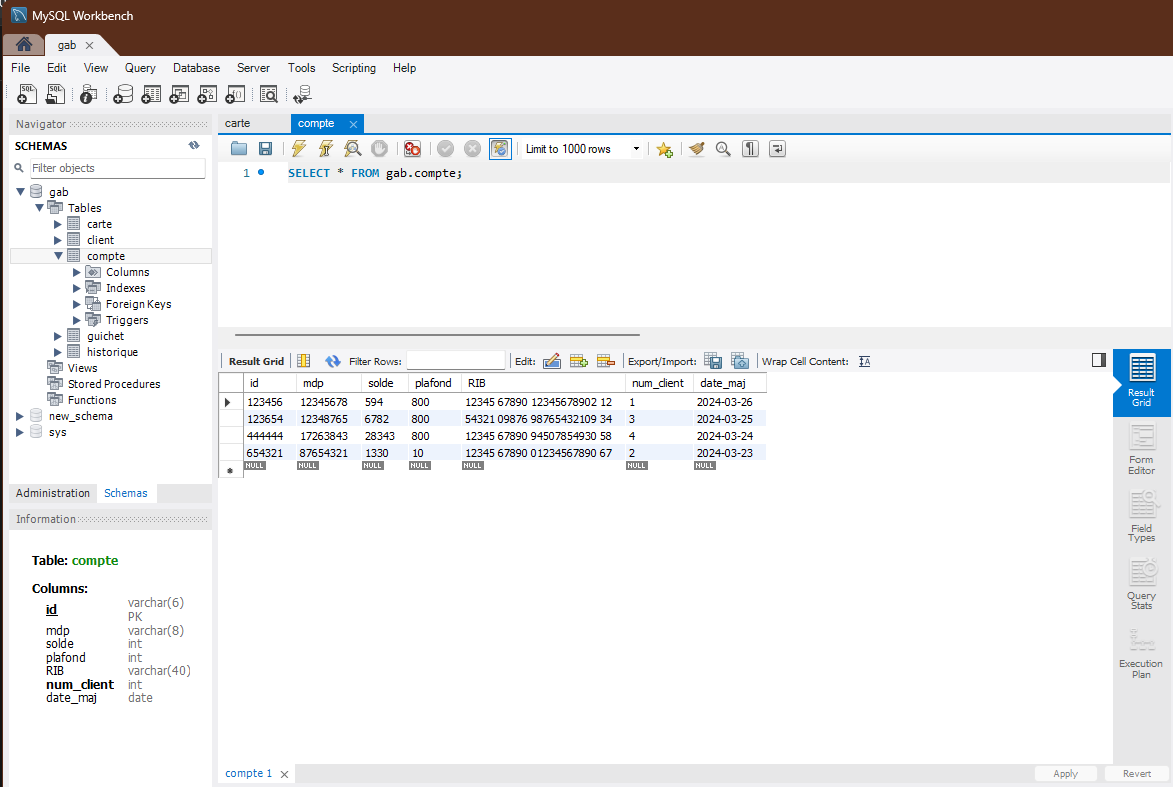 MySQL Workbench
gab
File Edit View Query Database Server Tools Scripting Help
Navigator
SCHEMAS
Filter objects
gab
Tables
carte
client
compte
Columns
Indexes
Foreign Keys
Triggers
guichet
historique
Views
Stored Procedures
Functions
new_schema
sys
Administration Schemas
Information
Table: compte
Columns:
id varchar(6) PK
mdp varchar(8)
solde int
plafond int
RIB varchar(40)
num_client int
date_maj date
carte compte
Limit to 1000 rows
1 SELECT * FROM gab.compte;
Result Grid Filter Rows: Edit: Export/Import: Wrap Cell Content:
id mdp solde plafond RIB num_client date_maj
123456 12345678 594 800 12345 67890 12345678902 12 1 2024-03-26
123654 12348765 6782 800 54321 09876 98765432109 34 3 2024-03-25
444444 17263843 28343 800 12345 67890 94507854930 58 4 2024-03-24
654321 87654321 1330 10 12345 67890 01234567890 67 2 2024-03-23
NULL NULL NULL NULL NULL NULL NULL
Result Grid
Form Editor
Field Types
Query Stats
Execution Plan
compte 1
Apply Revert